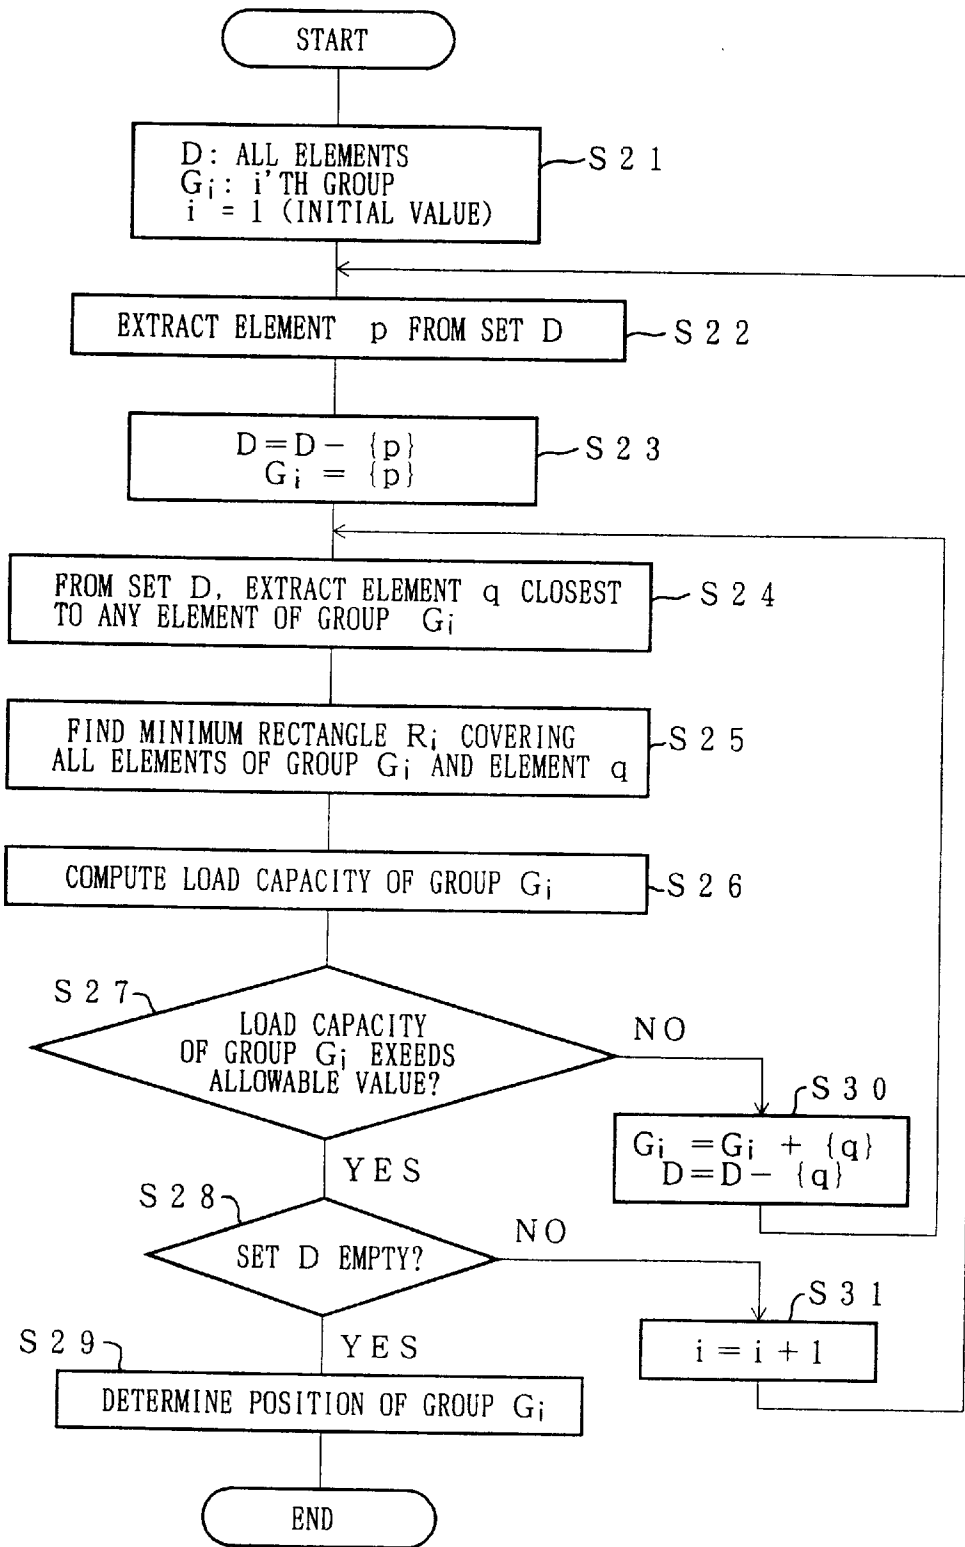 START
D: ALL ELEMENTS
Gi: i'TH GROUP
i = 1 (INITIAL VALUE)
S21
EXTRACT ELEMENT p FROM SET D
S22
D=D- {p}
Gi = {p}
S23
FROM SET D, EXTRACT ELEMENT q CLOSEST
TO ANY ELEMENT OF GROUP Gi
S24
FIND MINIMUM RECTANGLE Ri COVERING
ALL ELEMENTS OF GROUP Gi AND ELEMENT q
S25
COMPUTE LOAD CAPACITY OF GROUP Gi
S26
S27
LOAD CAPACITY
OF GROUP Gi EXEEDS
ALLOWABLE VALUE?
NO
S30
Gi =Gi + {q}
D=D- {q}
YES
S28
SET D EMPTY?
NO
S31
i = i + 1
YES
S29
DETERMINE POSITION OF GROUP Gi
END